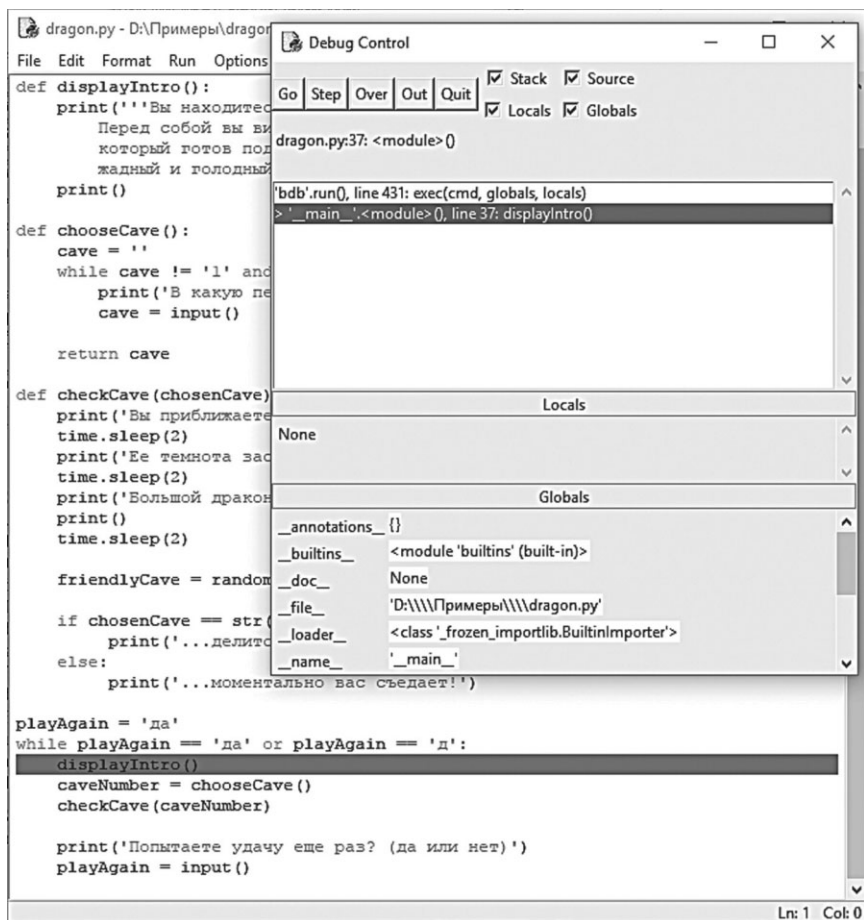 dragon.py - D:\Примеры\dragon
File Edit Format Run Options
def displayIntro():
    print('''Вы находитес
        Перед собой вы ви
        который готов под
        жадный и голодный
    print()
def chooseCave():
    cave = ''
    while cave != '1' and
        print('В какую пе
        cave = input()
    return cave
def checkCave(chosenCave)
    print('Вы приближаете
    time.sleep(2)
    print('Ее темнота зас
    time.sleep(2)
    print('Большой дракон
    print()
    time.sleep(2)
    friendlyCave = random
    if chosenCave == str(
        print('...делитс
    else:
        print('...моментально вас съедает!')
playAgain = 'да'
while playAgain == 'да' or playAgain == 'д':
    displayIntro()
    caveNumber = chooseCave()
    checkCave(caveNumber)
    print('Попытаете удачу еще раз? (да или нет)')
    playAgain = input()
Ln: 1 Col: 0
Debug Control
Go Step Over Out Quit
Stack Source
Locals Globals
dragon.py:37: <module>()
'bdb'.run(), line 431: exec(cmd, globals, locals)
> '__main__'.<module>(), line 37: displayIntro()
Locals
None
Globals
__annotations__ {}
__builtins__ <module 'builtins' (built-in)>
__doc__ None
__file__ 'D:\\\\Примеры\\\\dragon.py'
__loader__ <class '_frozen_importlib.BuiltinImporter'>
__name__ '__main__'